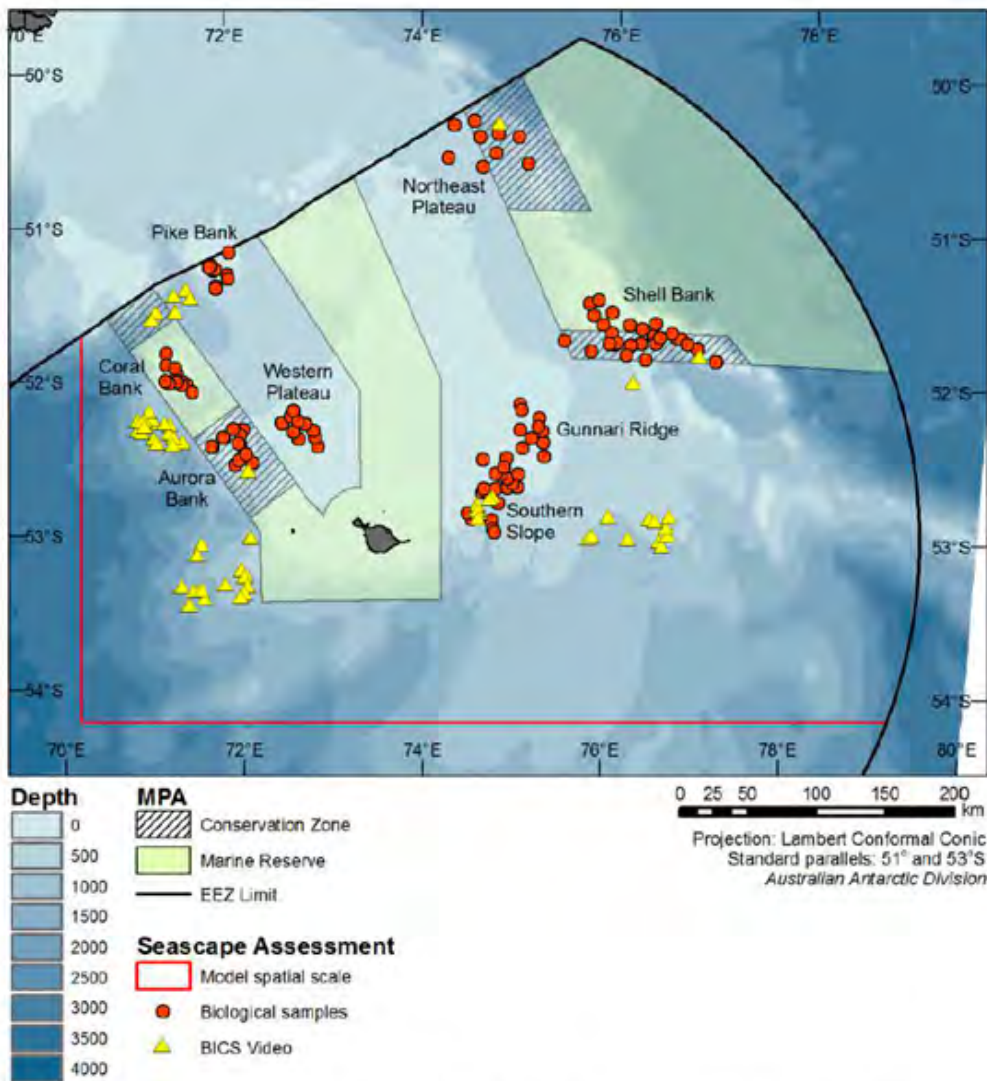 70°E 72°E 74°E 76°E 78°E
50°S 50°S
Northeast
Plateau
51°S 51°S
Pike Bank
Shell Bank
52°S 52°S
Coral
Bank
Western
Plateau
Gunnari Ridge
Aurora
Bank
Southern
Slope
53°S 53°S
54°S 54°S
70°E 72°E 74°E 76°E 78°E 80°E
Depth
0
500
1000
1500
2000
2500
3000
3500
4000
MPA
Conservation Zone
Marine Reserve
EEZ Limit
Seascape Assessment
Model spatial scale
Biological samples
BICS Video
0 25 50 100 150 200
km
Projection: Lambert Conformal Conic
Standard parallels: 51° and 53°S
Australian Antarctic Division